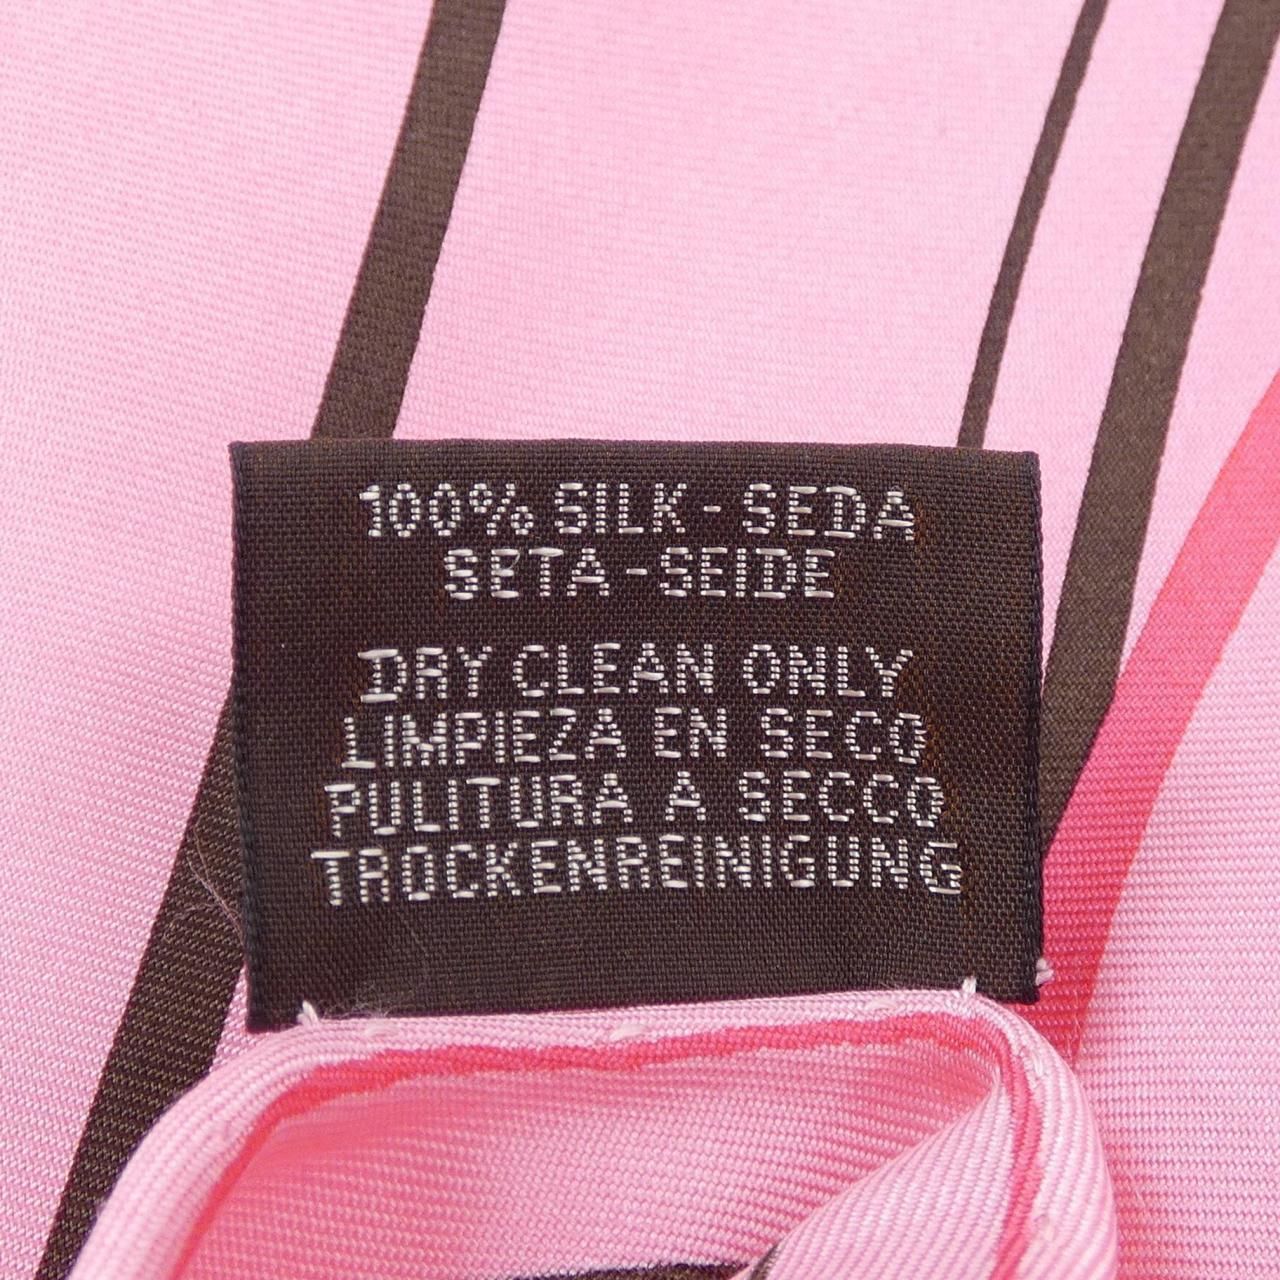 100% SILK - SEDA
SETA - SEIDE
DRY CLEAN ONLY
LIMPIEZA EN SECO
PULITURA A SECCO
TROCKENREINIGUNG